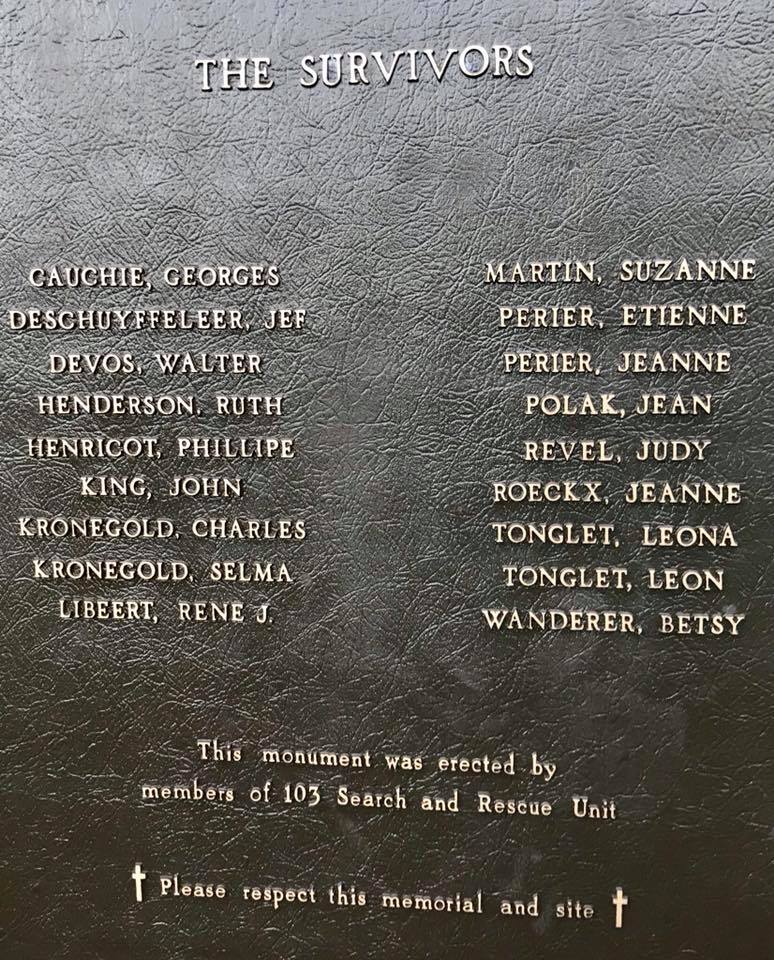 THE SURVIVORS
CAUCHIE, GEORGES
DESCHUYFFELEER, JEF
DEVOS, WALTER
HENDERSON, RUTH
HENRICOT, PHILLIPE
KING, JOHN
KRONEGOLD, CHARLES
KRONEGOLD, SELMA
LIBEERT, RENE J.
MARTIN, SUZANNE
PERIER, ETIENNE
PERIER, JEANNE
POLAK, JEAN
REVEL, JUDY
ROECKX, JEANNE
TONGLET, LEONA
TONGLET, LEON
WANDERER, BETSY
This monument was erected by
members of 103 Search and Rescue Unit
Please respect this memorial and site